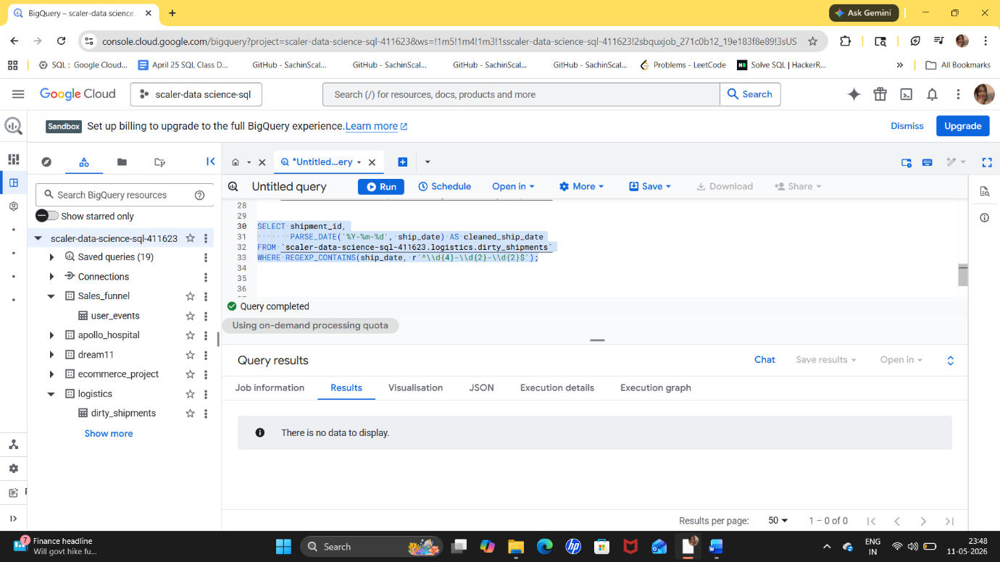 BigQuery – scaler-data science
Ask Gemini
console.cloud.google.com/bigquery?project=scaler-data-science-sql-411623&ws=!1m5!1m4!1m3!1sscaler-data-science-sql-411623!2sbquxjob_271c0b12_19e183f8e89!3sUS
SQL : Google Cloud...
April 25 SQL Class D...
GitHub - SachinScal...
GitHub - SachinScal...
GitHub - SachinScal...
GitHub - SachinScal...
Problems - LeetCode
Solve SQL | HackerR...
»
All Bookmarks
Google Cloud
scaler-data science-sql
Search (/) for resources, docs, products and more
Search
Sandbox
Set up billing to upgrade to the full BigQuery experience. Learn more
Dismiss
Upgrade
*Untitled...ery
Search BigQuery resources
Show starred only
scaler-data-science-sql-411623
Saved queries (19)
Connections
Sales_funnel
user_events
apollo_hospital
dream11
ecommerce_project
logistics
dirty_shipments
Show more
Untitled query
Run
Schedule
Open in
More
Save
Download
Share
28
29
30 SELECT shipment_id,
31 PARSE_DATE('%Y-%m-%d', ship_date) AS cleaned_ship_date
32 FROM `scaler-data-science-sql-411623.logistics.dirty_shipments`
33 WHERE REGEXP_CONTAINS(ship_date, r'^\\d{4}-\\d{2}-\\d{2}$');
34
35
36
Query completed
Using on-demand processing quota
Query results
Chat
Save results
Open in
Job information
Results
Visualisation
JSON
Execution details
Execution graph
There is no data to display.
Results per page:
50
1 – 0 of 0
7
Finance headline
Will govt hike fu...
Search
ENG
IN
23:48
11-05-2026